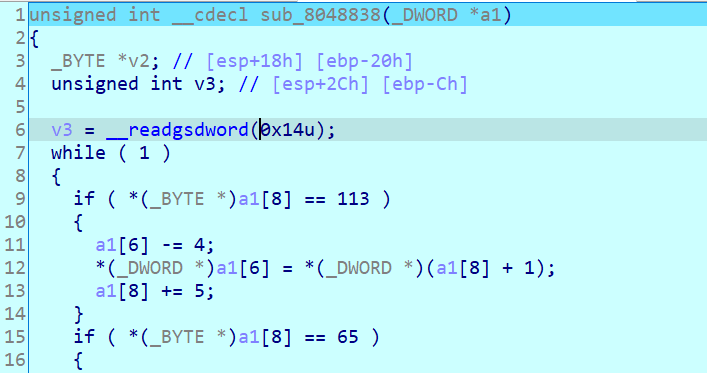 1 unsigned int __cdecl sub_8048838(_DWORD *a1)
2 {
3   _BYTE *v2; // [esp+18h] [ebp-20h]
4   unsigned int v3; // [esp+2Ch] [ebp-Ch]
5
6   v3 = __readgsdword(0x14u);
7   while ( 1 )
8   {
9     if ( *(_BYTE *)a1[8] == 113 )
10     {
11       a1[6] -= 4;
12       *(_DWORD *)a1[6] = *(_DWORD *)(a1[8] + 1);
13       a1[8] += 5;
14     }
15     if ( *(_BYTE *)a1[8] == 65 )
16     {